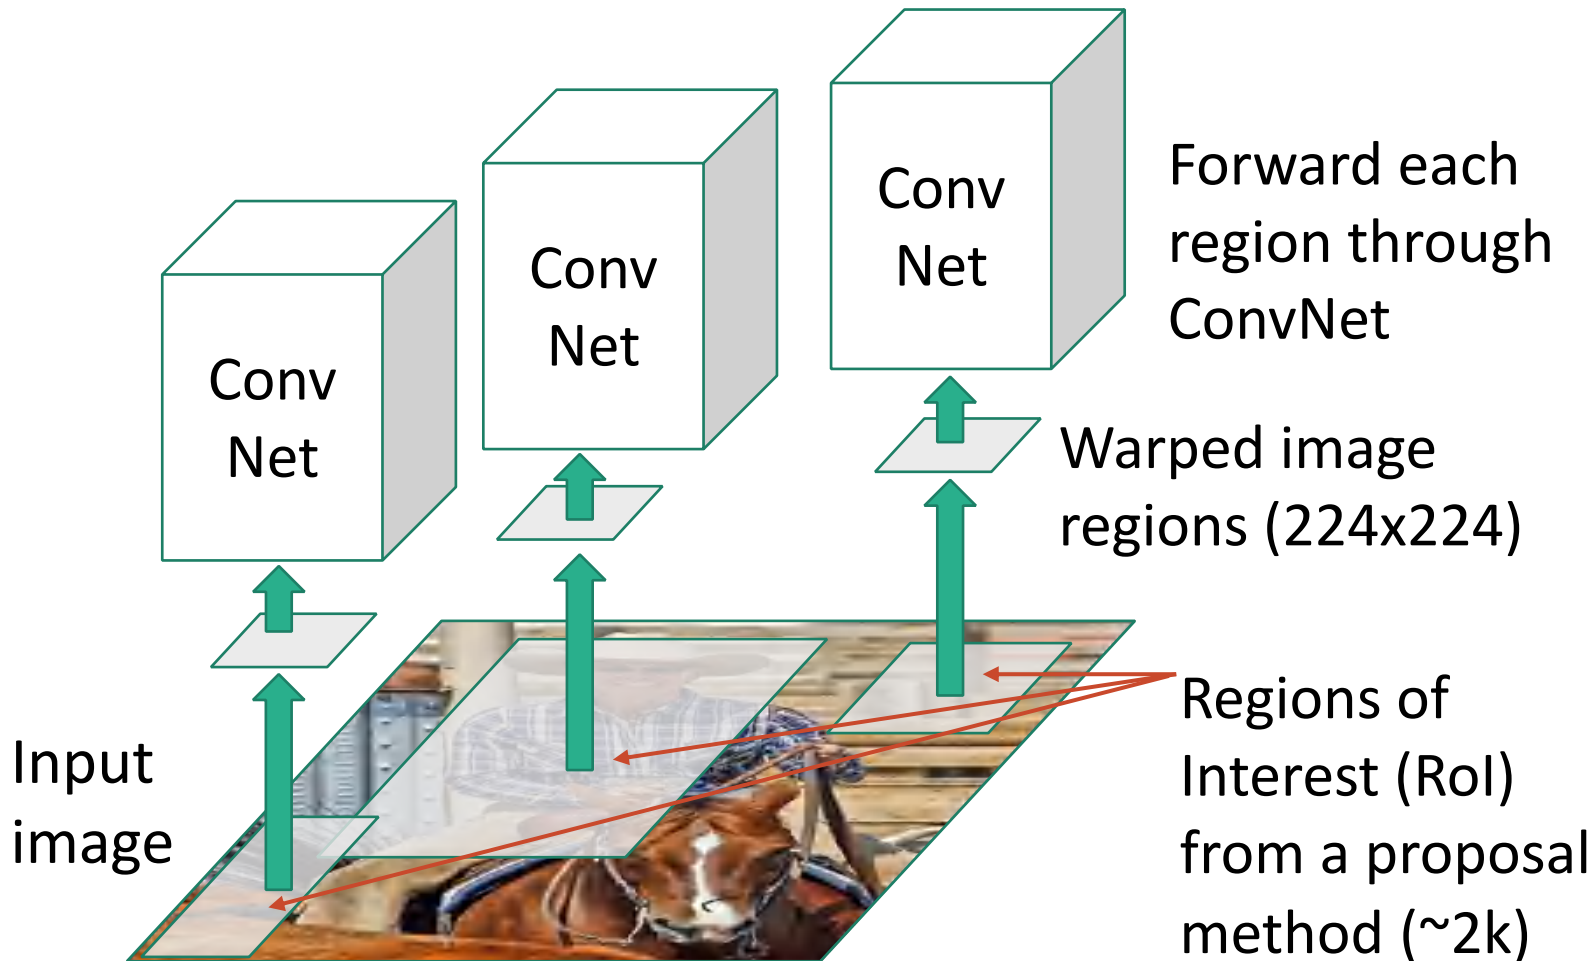 Conv
Net
Conv
Net
Conv
Net
Forward each
region through
ConvNet
Warped image
regions (224x224)
Input
image
Regions of
Interest (RoI)
from a proposal
method (~2k)